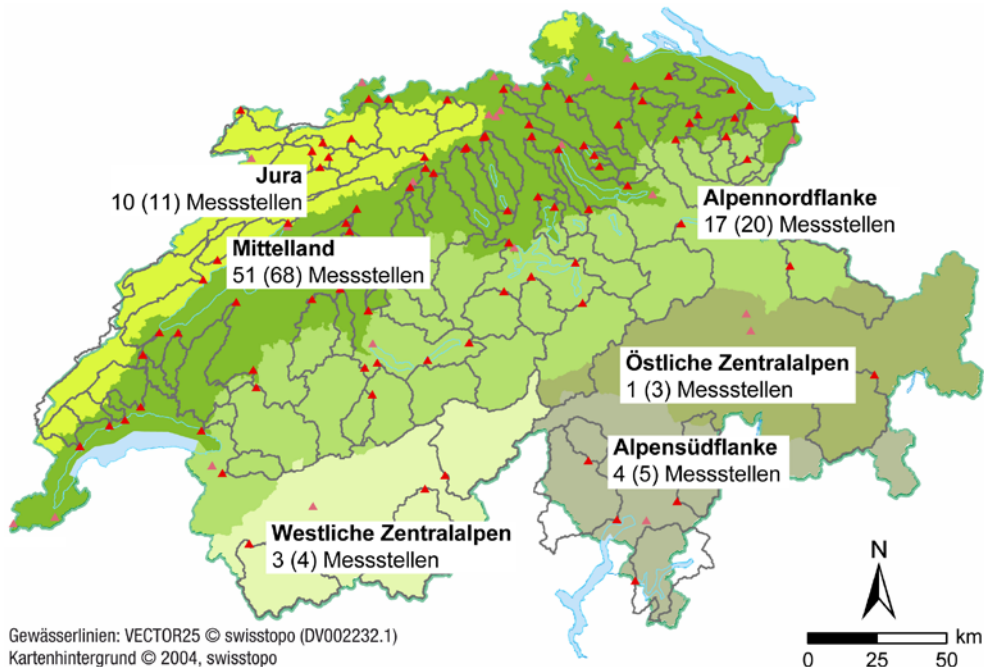 Jura
10 (11) Messstellen
Alpennordflanke
17 (20) Messstellen
Mittelland
51 (68) Messstellen
Östliche Zentralalpen
1 (3) Messstellen
Alpensüdflanke
4 (5) Messstellen
Westliche Zentralalpen
3 (4) Messstellen
N
Gewässerlinien: VECTOR25 © swisstopo (DV002232.1)
Kartenhintergrund © 2004, swisstopo
km
0 25 50